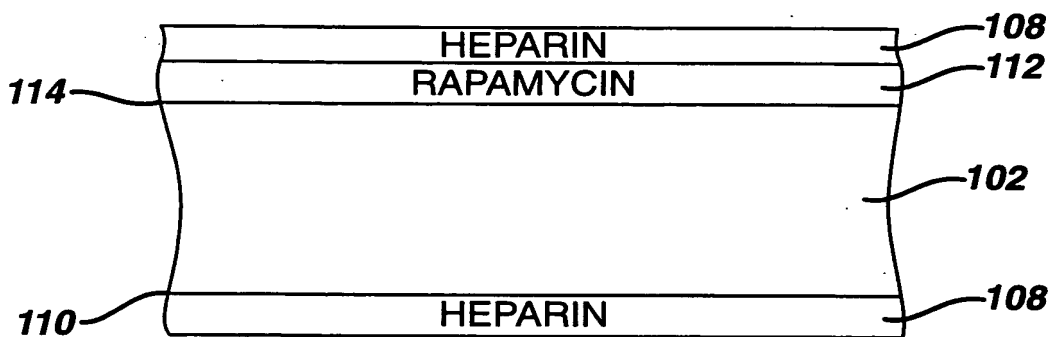 HEPARIN 108
RAPAMYCIN 112
114
102
110 HEPARIN 108